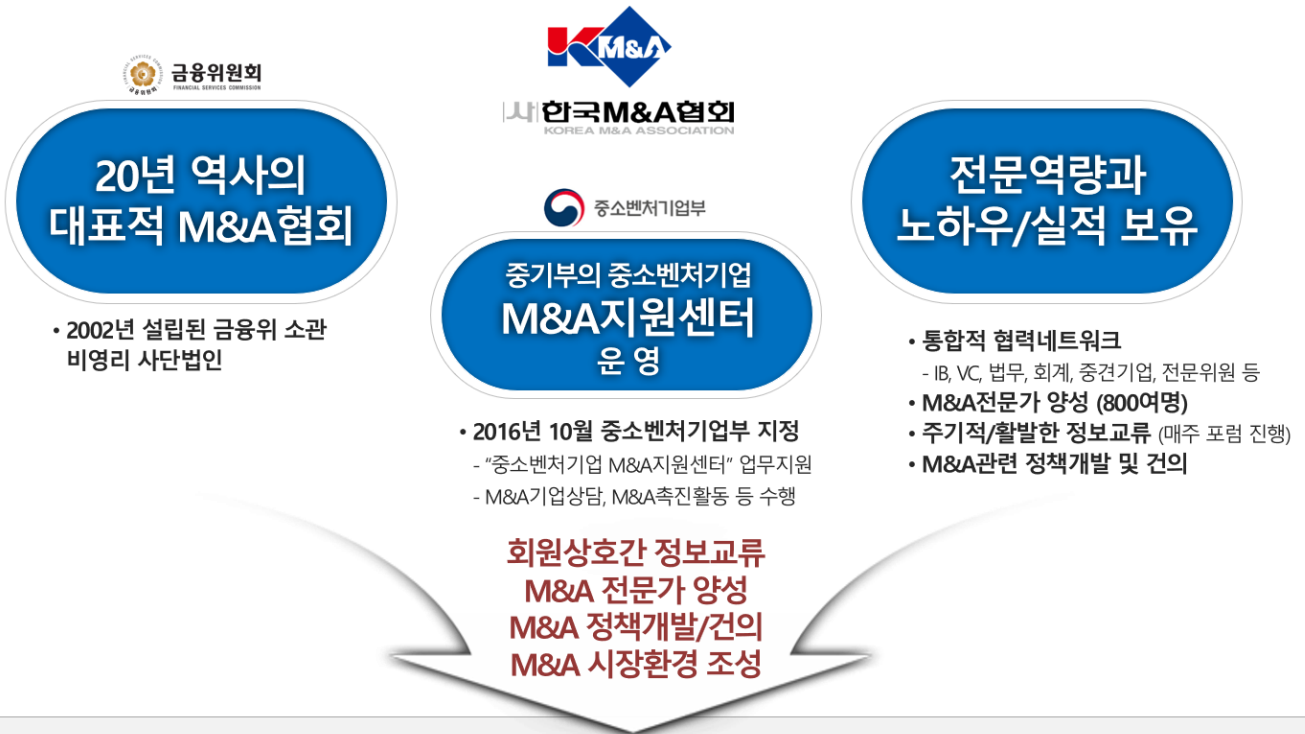 KM&A
(사)한국M&A협회
KOREA M&A ASSOCIATION
금융위원회
FINANCIAL SERVICES COMMISSION
20년 역사의
대표적 M&A협회
• 2002년 설립된 금융위 소관
비영리 사단법인
중소벤처기업부
중기부의 중소벤처기업
M&A지원센터
운 영
• 2016년 10월 중소벤처기업부 지정
- “중소벤처기업 M&A지원센터” 업무지원
- M&A기업상담, M&A촉진활동 등 수행
전문역량과
노하우/실적 보유
• 통합적 협력네트워크
- IB, VC, 법무, 회계, 중견기업, 전문위원 등
• M&A전문가 양성 (800여명)
• 주기적/활발한 정보교류 (매주 포럼 진행)
• M&A관련 정책개발 및 건의
회원상호간 정보교류
M&A 전문가 양성
M&A 정책개발/건의
M&A 시장환경 조성